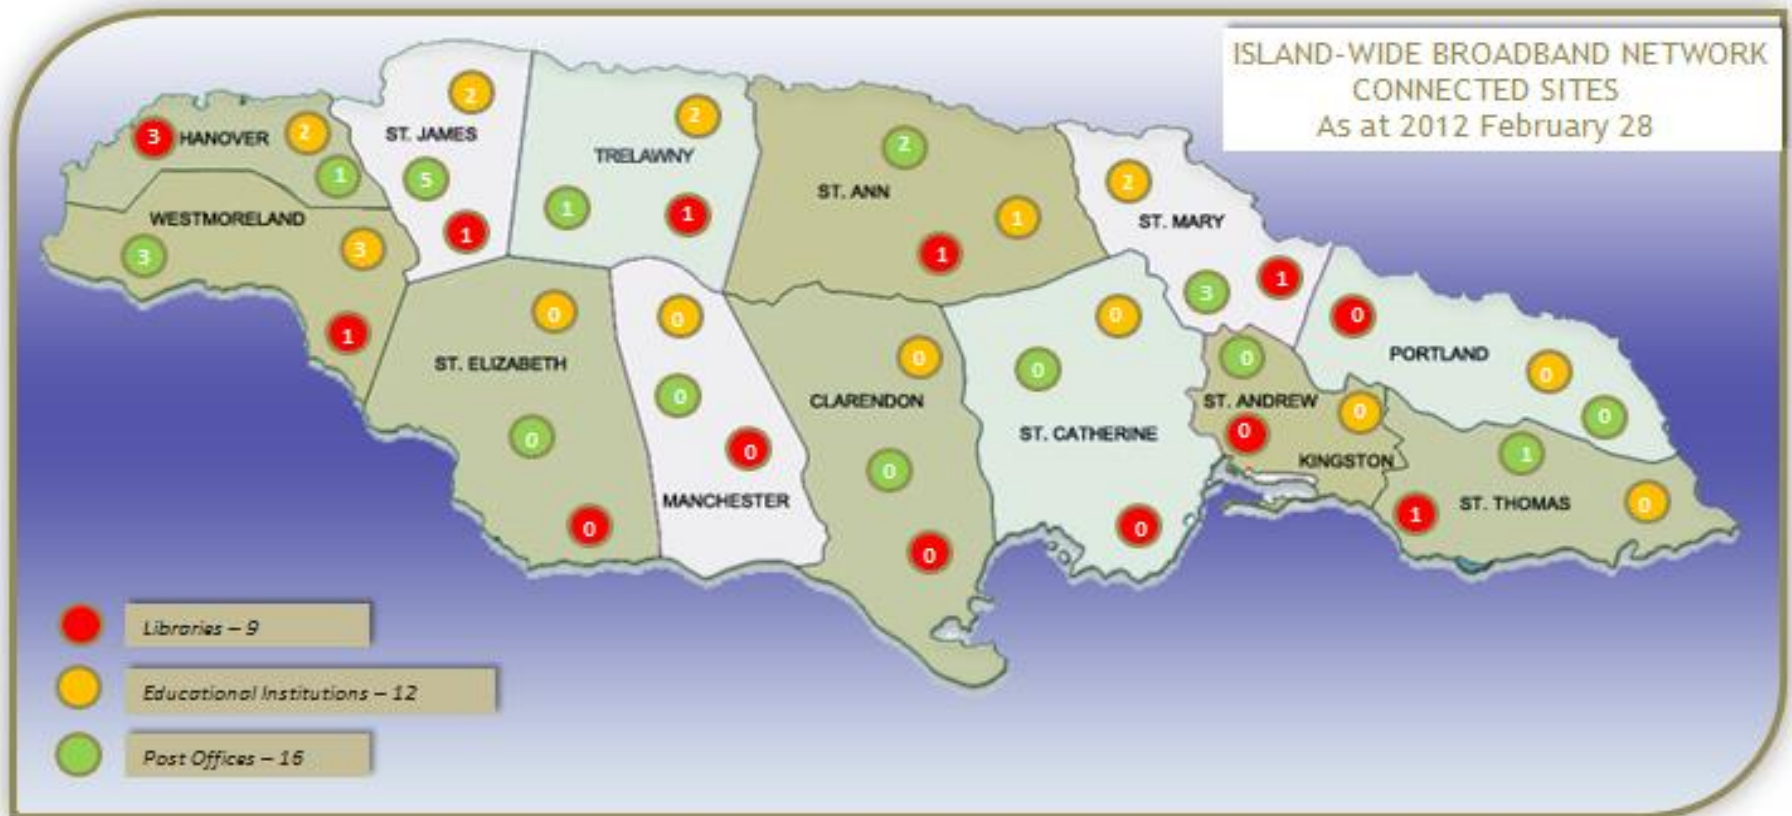 ISLAND-WIDE BROADBAND NETWORK
CONNECTED SITES
As at 2012 February 28
2
3 HANOVER 2
ST. JAMES
2
TRELAWNY
2
1
5
1
1
1
ST. ANN
1
1
2
ST. MARY
3
1
WESTMORELAND
3
3
1
0
ST. ELIZABETH
0
0
0
0
0
MANCHESTER
0
CLARENDON
0
0
0
0
ST. CATHERINE
0
0
ST. ANDREW
0
0
KINGSTON
0
PORTLAND
0
0
1
1
ST. THOMAS
0
Libraries – 9
Educational Institutions – 12
Post Offices – 16